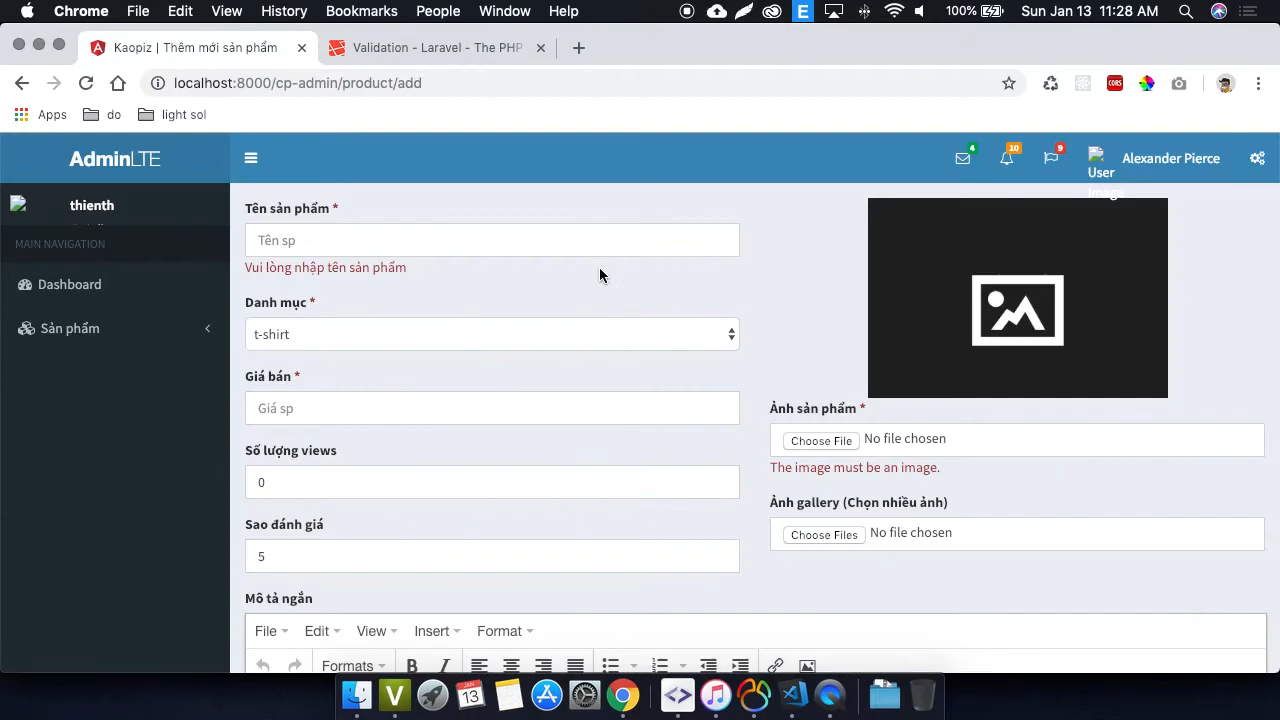 Chrome File Edit View History Bookmarks People Window Help E 100% Sun Jan 13 11:28 AM
Kaopiz | Thêm mới sản phẩm Validation - Laravel - The PHP
localhost:8000/cp-admin/product/add CORS
Apps do light sol
AdminLTE 4 10 9 User Image Alexander Pierce
thienth
MAIN NAVIGATION
Dashboard
Sản phẩm
Tên sản phẩm *
Tên sp
Vui lòng nhập tên sản phẩm
Danh mục *
t-shirt
Giá bán *
Giá sp
Số lượng views
0
Sao đánh giá
5
Ảnh sản phẩm *
Choose File No file chosen
The image must be an image.
Ảnh gallery (Chọn nhiều ảnh)
Choose Files No file chosen
Mô tả ngắn
File Edit View Insert Format
Formats B I
V JAN 13